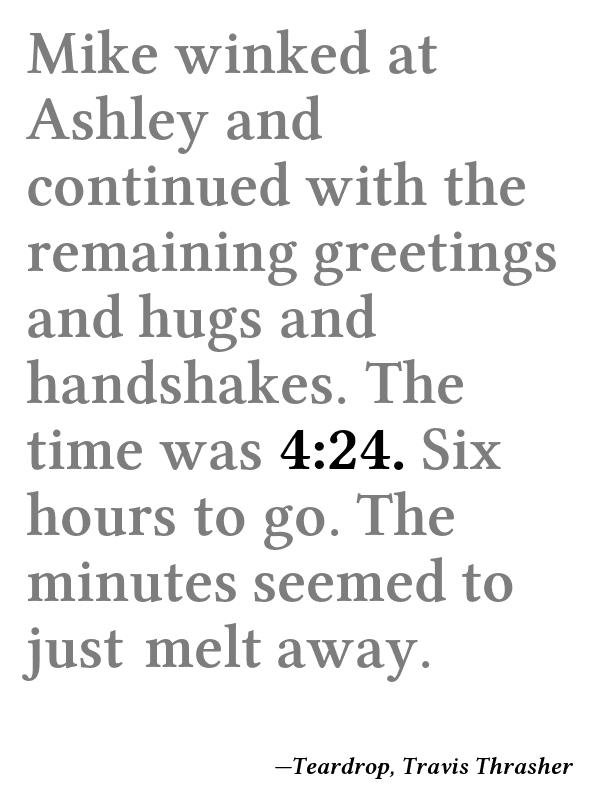 Mike winked at
Ashley and
continued with the
remaining greetings
and hugs and
handshakes. The
time was 4:24. Six
hours to go. The
minutes seemed to
just melt away.
—Teardrop, Travis Thrasher